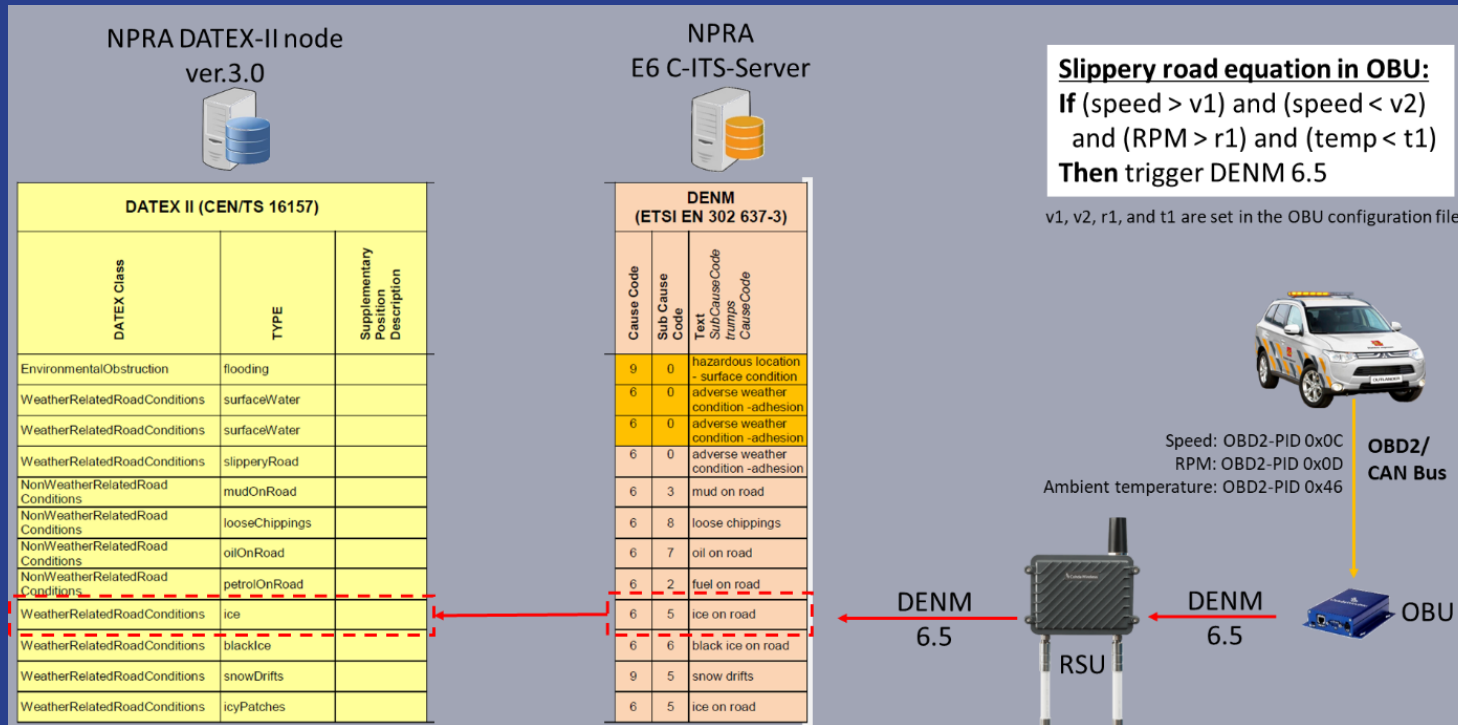 NPRA DATEX-II node
ver.3.0
NPRA
E6 C-ITS-Server
Slippery road equation in OBU:
If (speed > v1) and (speed < v2)
and (RPM > r1) and (temp < t1)
Then trigger DENM 6.5
v1, v2, r1, and t1 are set in the OBU configuration file
DATEX II (CEN/TS 16157)
DATEX Class
TYPE
Supplementary
Position
Description
EnvironmentalObstruction flooding
WeatherRelatedRoadConditions surfaceWater
WeatherRelatedRoadConditions surfaceWater
WeatherRelatedRoadConditions slipperyRoad
NonWeatherRelatedRoad
Conditions mudOnRoad
NonWeatherRelatedRoad
Conditions looseChippings
NonWeatherRelatedRoad
Conditions oilOnRoad
NonWeatherRelatedRoad
Conditions petrolOnRoad
WeatherRelatedRoadConditions ice
WeatherRelatedRoadConditions blackIce
WeatherRelatedRoadConditions snowDrifts
WeatherRelatedRoadConditions icyPatches
DENM
(ETSI EN 302 637-3)
Cause Code
Sub Cause
Code
Text
SubCauseCode
trumps
CauseCode
9 0 hazardous location
- surface condition
6 0 adverse weather
condition -adhesion
6 0 adverse weather
condition -adhesion
6 0 adverse weather
condition -adhesion
6 3 mud on road
6 8 loose chippings
6 7 oil on road
6 2 fuel on road
6 5 ice on road
6 6 black ice on road
9 5 snow drifts
6 5 ice on road
Speed: OBD2-PID 0x0C
RPM: OBD2-PID 0x0D
Ambient temperature: OBD2-PID 0x46
OBD2/
CAN Bus
DENM
6.5
RSU
DENM
6.5
OBU